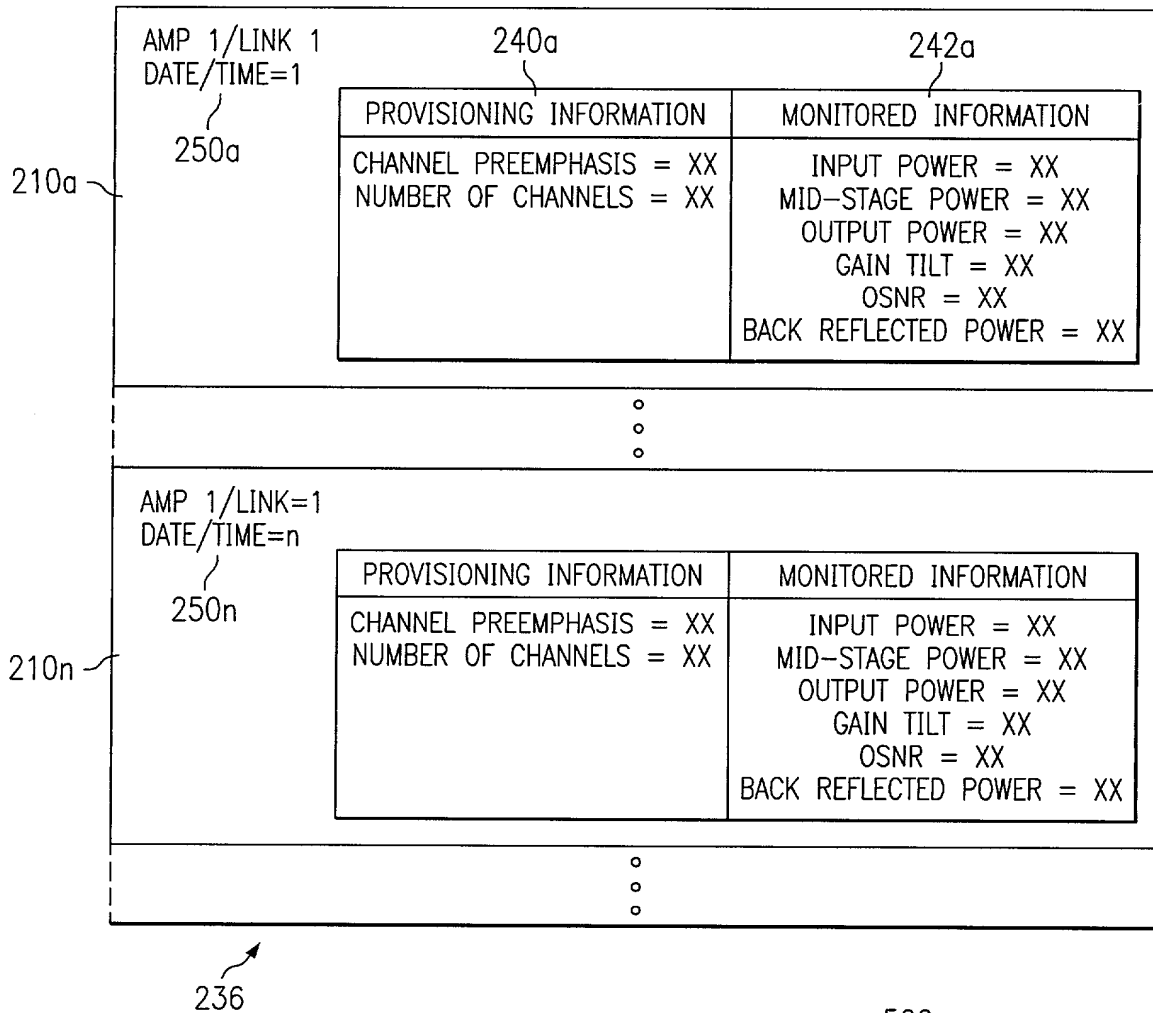 AMP 1/LINK 1
DATE/TIME=1
250a
240a
242a
210a
PROVISIONING INFORMATION
MONITORED INFORMATION
CHANNEL PREEMPHASIS = XX
NUMBER OF CHANNELS = XX
INPUT POWER = XX
MID-STAGE POWER = XX
OUTPUT POWER = XX
GAIN TILT = XX
OSNR = XX
BACK REFLECTED POWER = XX
AMP 1/LINK=1
DATE/TIME=n
250n
210n
PROVISIONING INFORMATION
MONITORED INFORMATION
CHANNEL PREEMPHASIS = XX
NUMBER OF CHANNELS = XX
INPUT POWER = XX
MID-STAGE POWER = XX
OUTPUT POWER = XX
GAIN TILT = XX
OSNR = XX
BACK REFLECTED POWER = XX
236